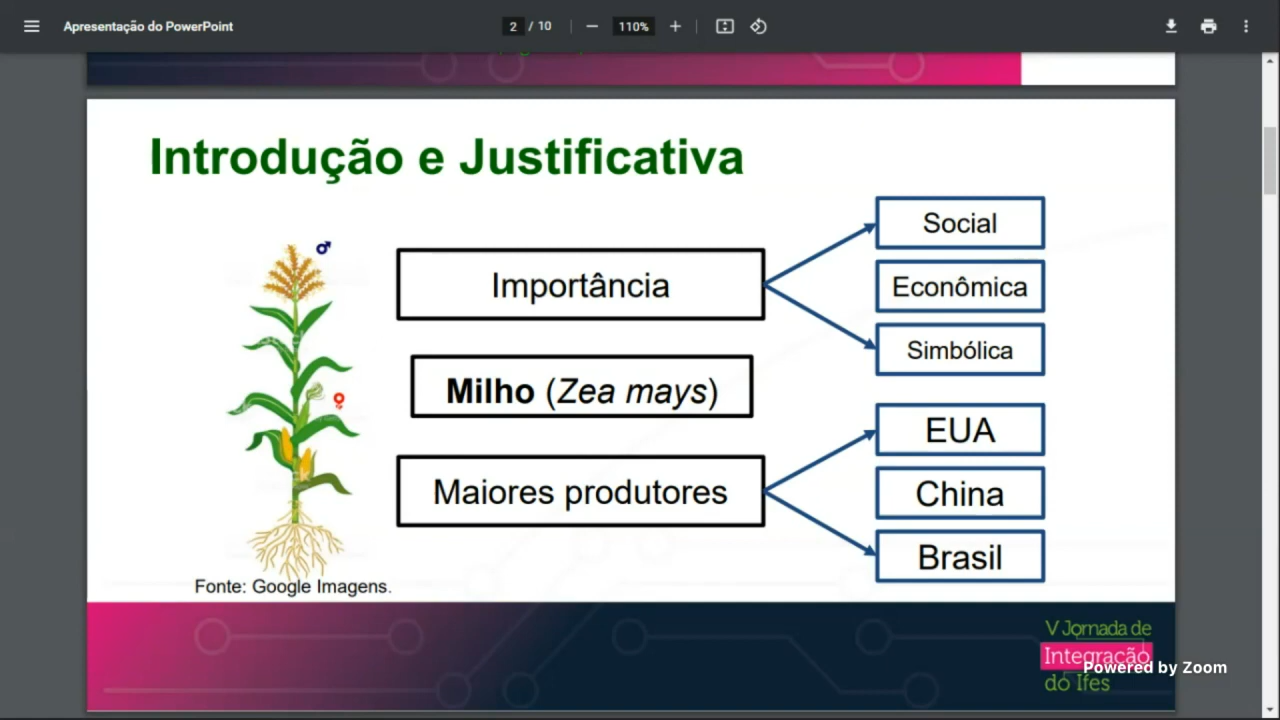 Apresentação do PowerPoint
2 / 10
110%
Introdução e Justificativa
Importância
Social
Econômica
Simbólica
Milho (Zea mays)
Maiores produtores
EUA
China
Brasil
Fonte: Google Imagens.
V Jornada de
Integração
do Ifes
Powered by Zoom